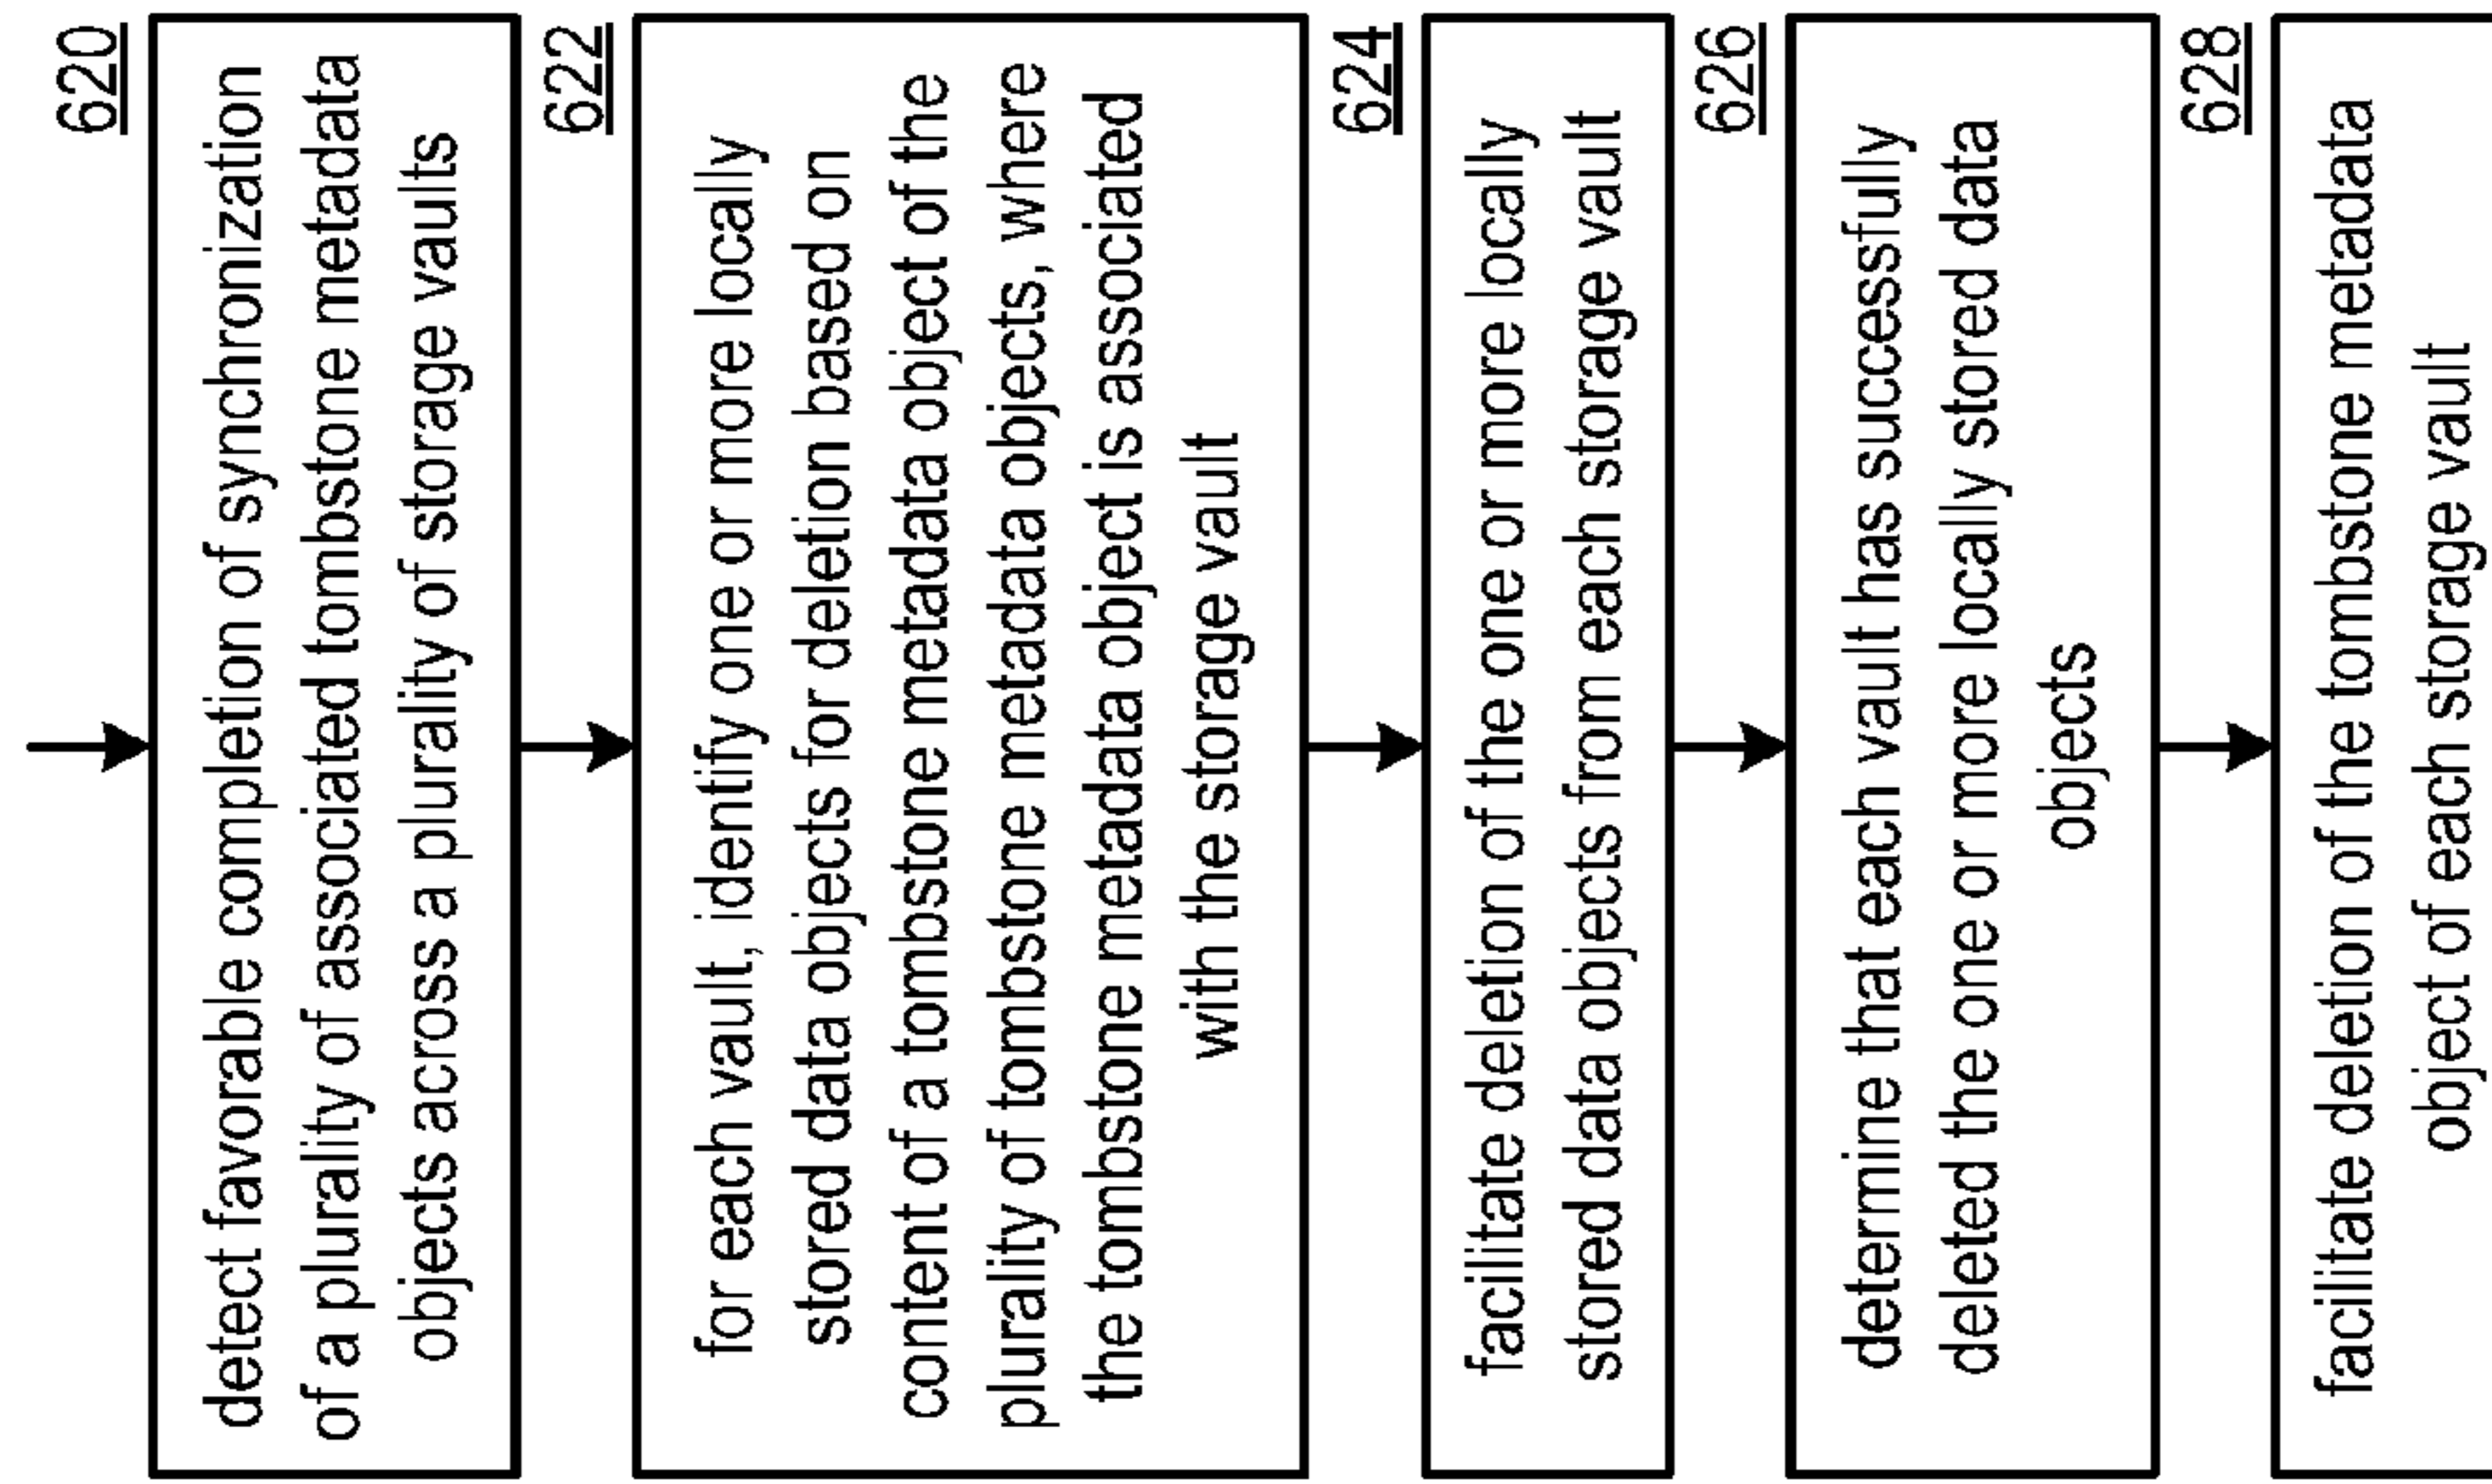 620
detect favorable completion of synchronization
of a plurality of associated tombstone metadata
objects across a plurality of storage vaults
622
for each vault, identify one or more locally
stored data objects for deletion based on
content of a tombstone metadata object of the
plurality of tombstone metadata objects, where
the tombstone metadata object is associated
with the storage vault
624
facilitate deletion of the one or more locally
stored data objects from each storage vault
626
determine that each vault has successfully
deleted the one or more locally stored data
objects
628
facilitate deletion of the tombstone metadata
object of each storage vault